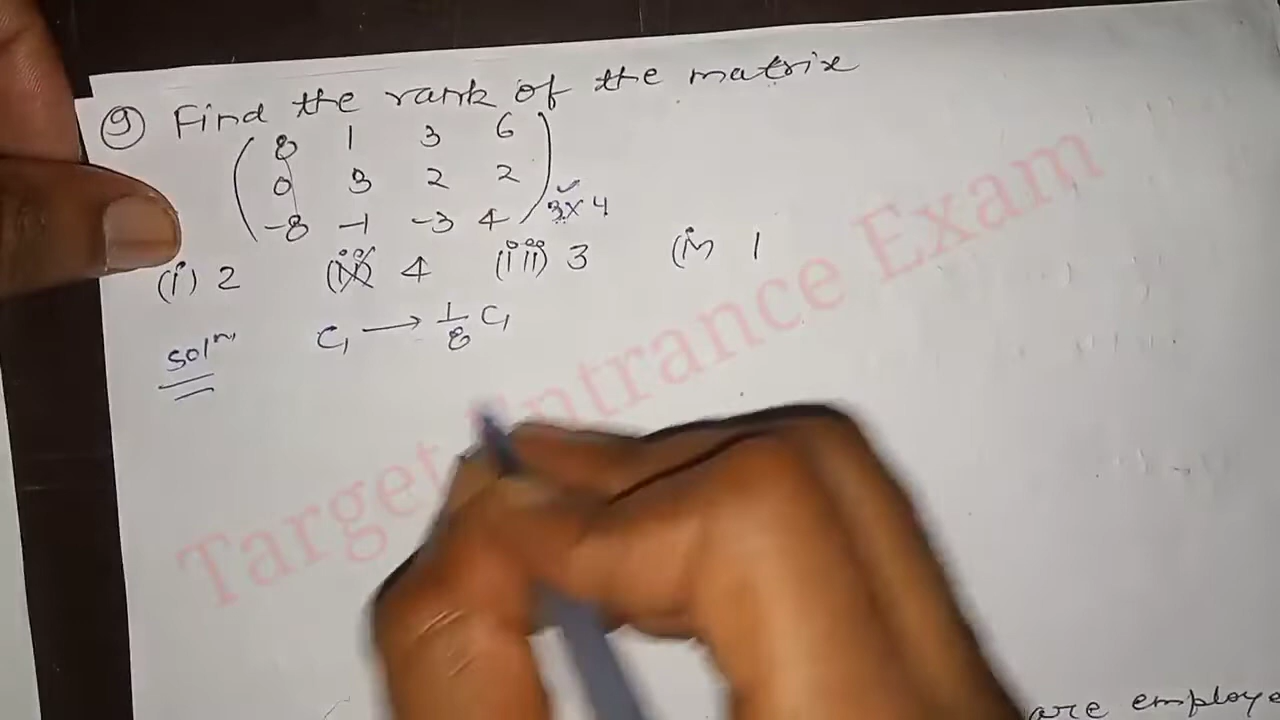 9 Find the rank of the matrix
8 1 3 6
0 3 2 2
-8 -1 -3 4 3×4
(i) 2 (ii) 4 (iii) 3 (iv) 1
Solⁿ C₁ → 1/8 C₁
Target Entrance Exam
are employe